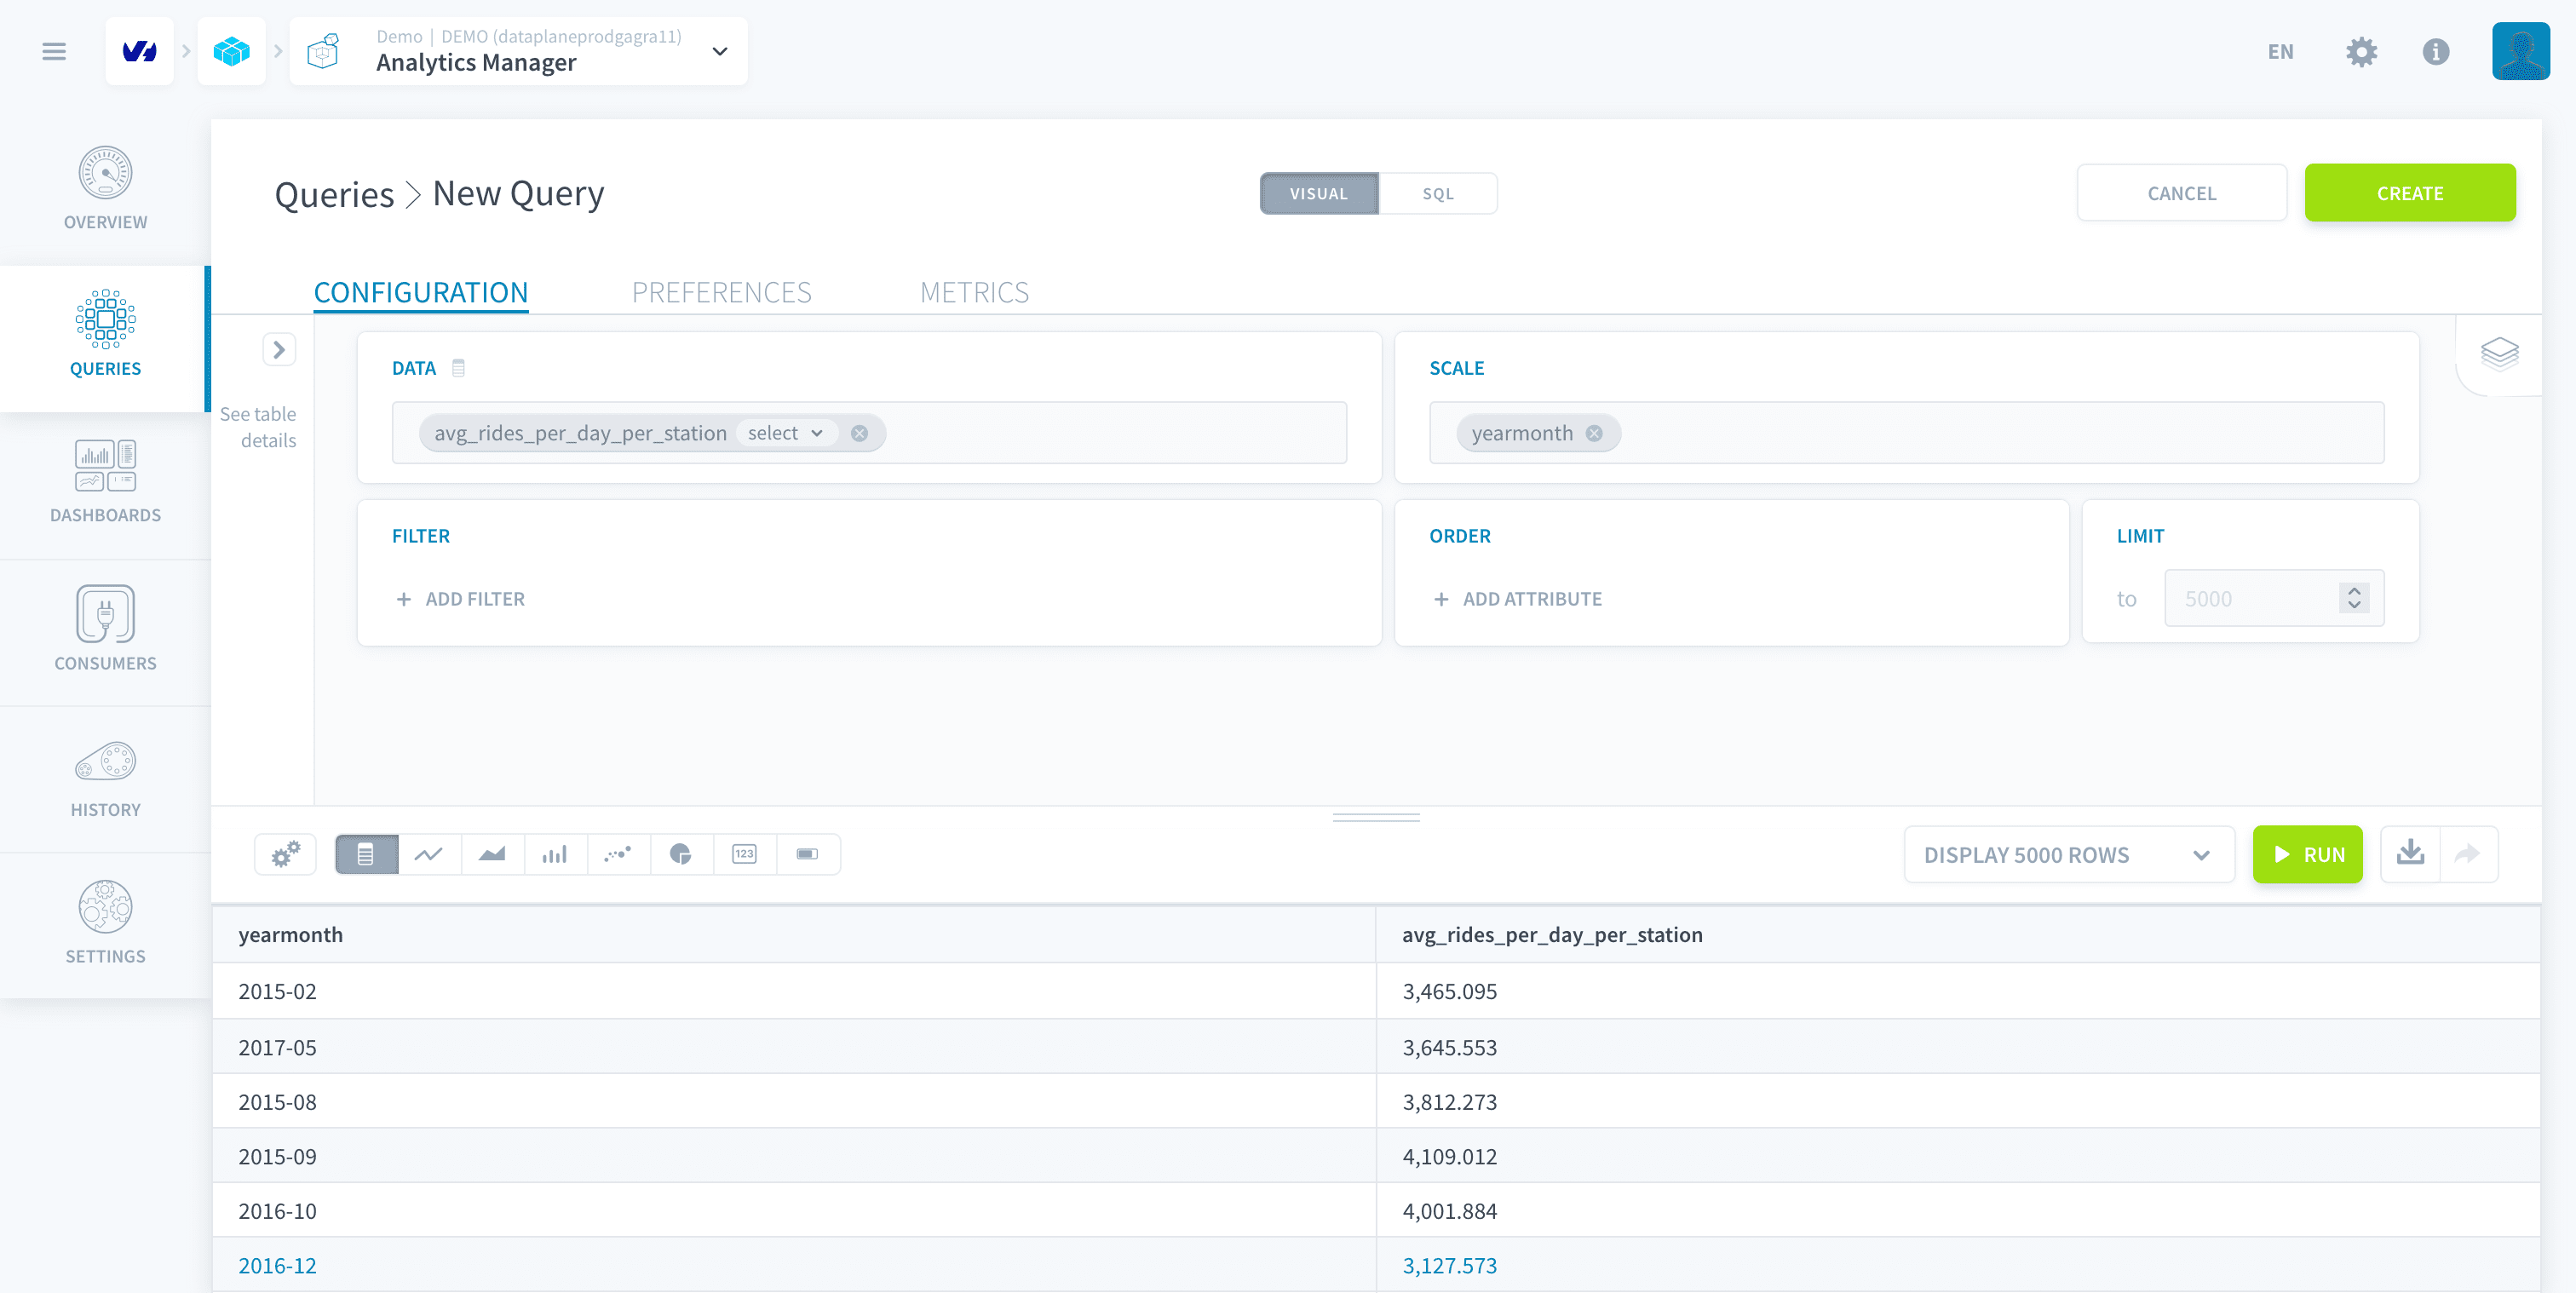 Demo | DEMO (dataplaneprodgagra11)
Analytics Manager
EN
OVERVIEW
QUERIES
DASHBOARDS
CONSUMERS
HISTORY
SETTINGS
Queries > New Query
VISUAL
SQL
CANCEL
CREATE
CONFIGURATION
PREFERENCES
METRICS
See table
details
DATA
avg_rides_per_day_per_station select
SCALE
yearmonth
FILTER
+ ADD FILTER
ORDER
+ ADD ATTRIBUTE
LIMIT
to 5000
123
DISPLAY 5000 ROWS
RUN
yearmonth avg_rides_per_day_per_station
2015-02 3,465.095
2017-05 3,645.553
2015-08 3,812.273
2015-09 4,109.012
2016-10 4,001.884
2016-12 3,127.573